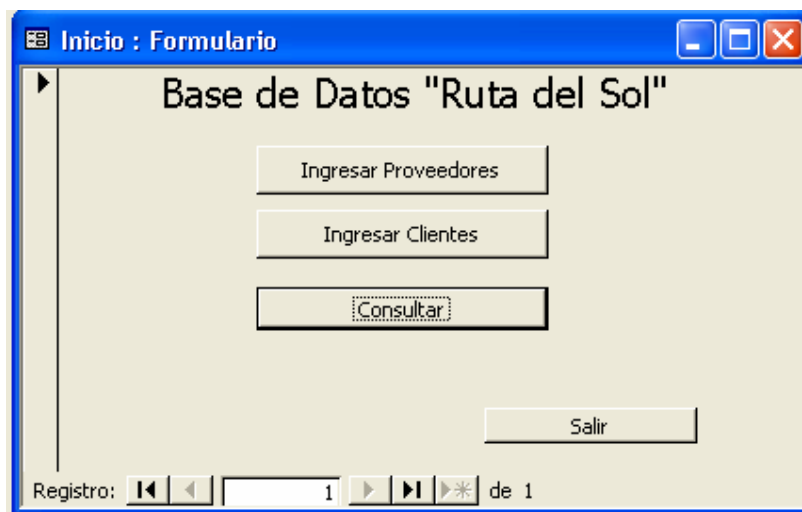 Inicio : Formulario
Base de Datos "Ruta del Sol"
Ingresar Proveedores
Ingresar Clientes
Consultar
Salir
Registro: 1 de 1